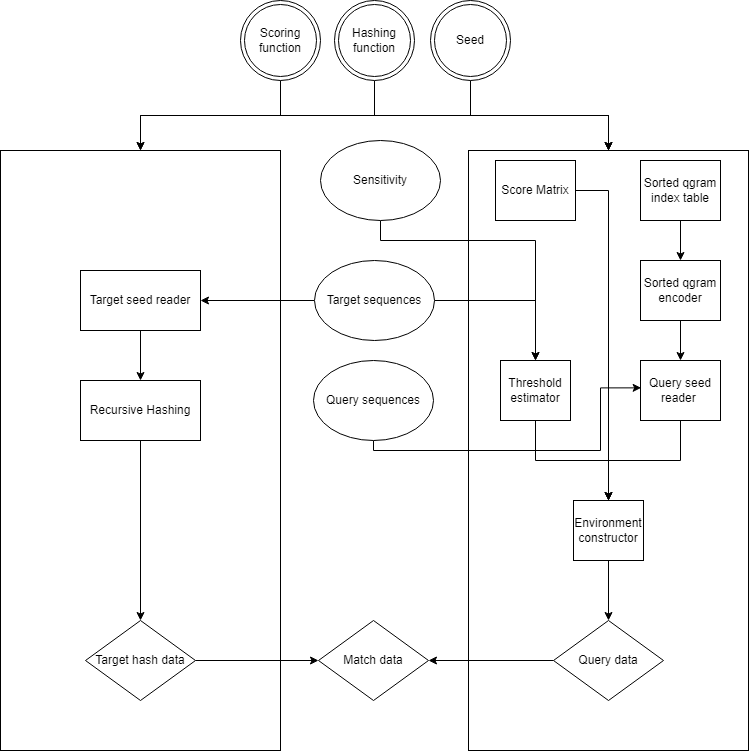 Scoring
function
Hashing
function
Seed
Sensitivity
Score Matrix
Sorted qgram
index table
Target seed reader
Target sequences
Sorted qgram
encoder
Recursive Hashing
Query sequences
Threshold
estimator
Query seed
reader
Environment
constructor
Target hash data
Match data
Query data